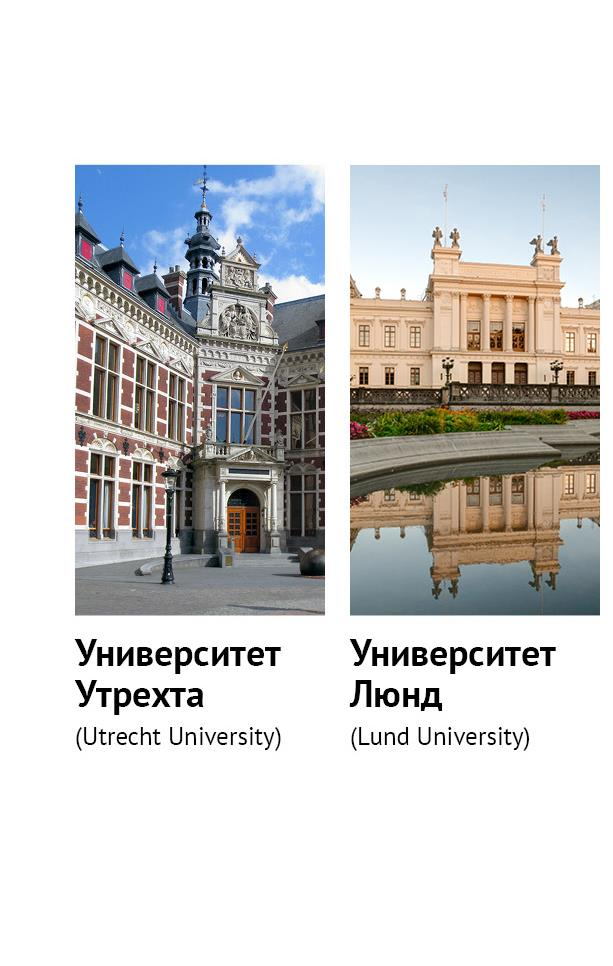 Университет
Утрехта
(Utrecht University)
Университет
Люнд
(Lund University)